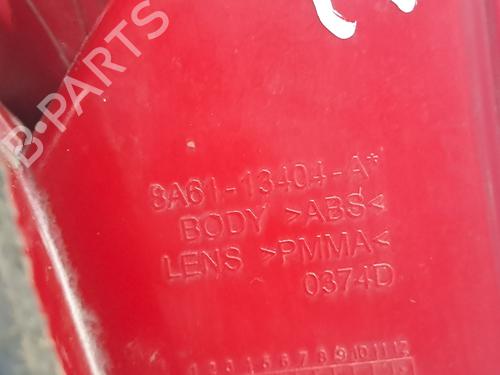 8A61-13404-A*
BODY >ABS<
LENS >PMMA<
0374D
1 2 3 4 5 6 7 8 9 10 11 12
B-PARTS